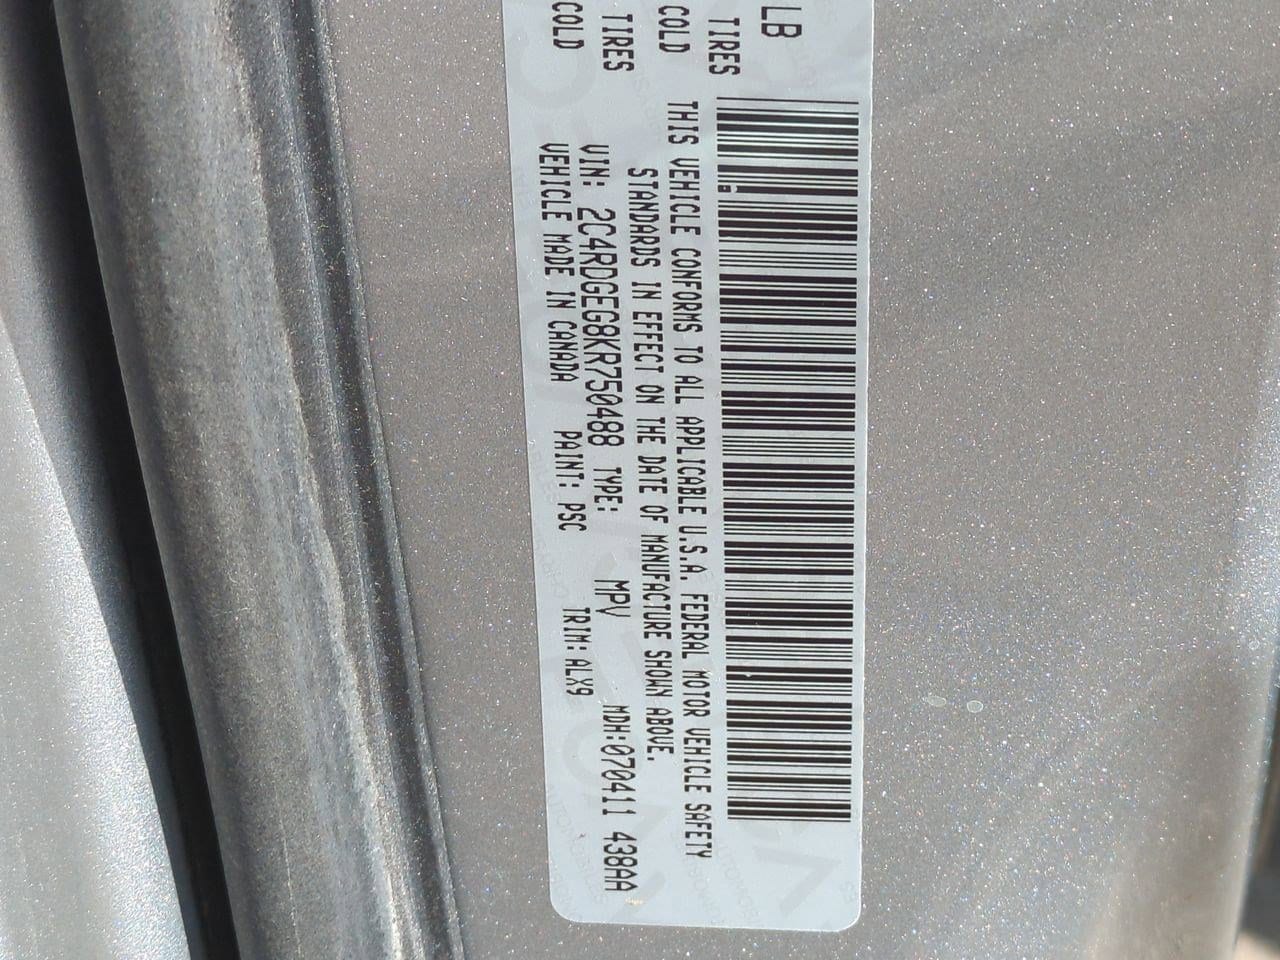 LB
TIRES
COLD
TIRES
COLD
THIS VEHICLE CONFORMS TO ALL APPLICABLE U.S.A. FEDERAL MOTOR VEHICLE SAFETY
STANDARDS IN EFFECT ON THE DATE OF MANUFACTURE SHOWN ABOVE.
VIN: 2C4RDGEG8KR750488 TYPE: MPV MDH:070411 438AA
VEHICLE MADE IN CANADA PAINT: PSC TRIM: ALX9